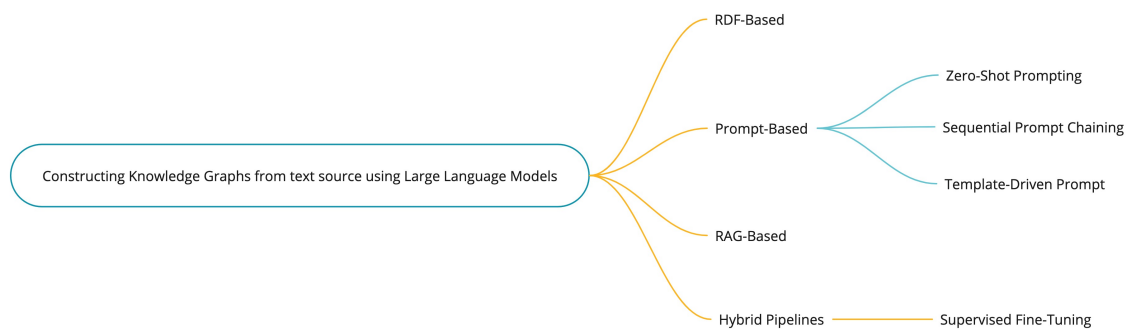 Constructing Knowledge Graphs from text source using Large Language Models
RDF-Based
Prompt-Based
Zero-Shot Prompting
Sequential Prompt Chaining
Template-Driven Prompt
RAG-Based
Hybrid Pipelines
Supervised Fine-Tuning